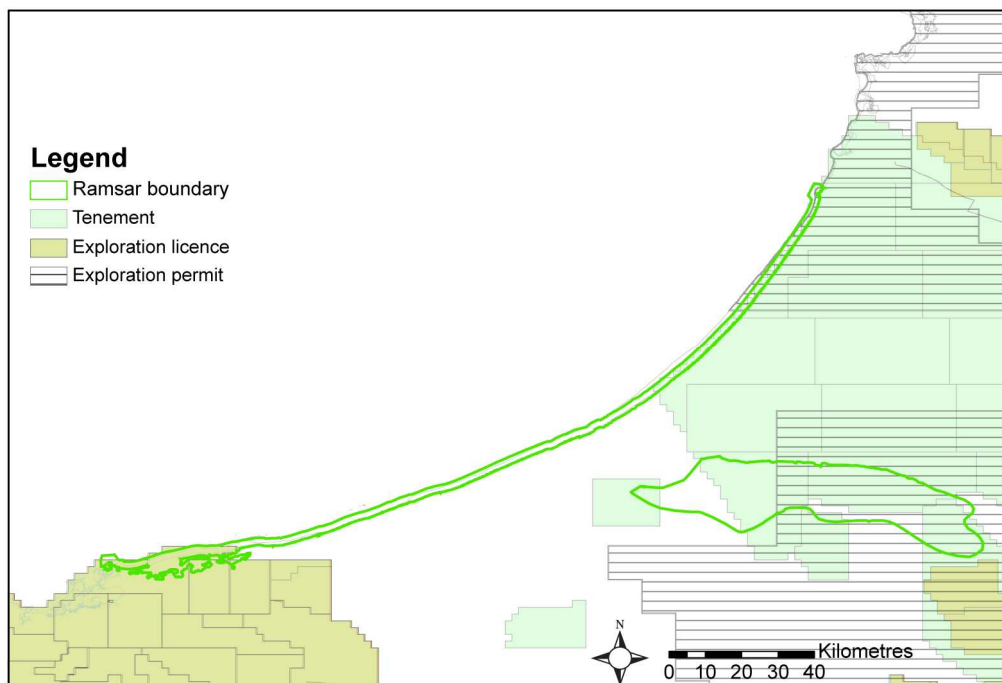 Legend
Ramsar boundary
Tenement
Exploration licence
Exploration permit
N
Kilometres
0 10 20 30 40